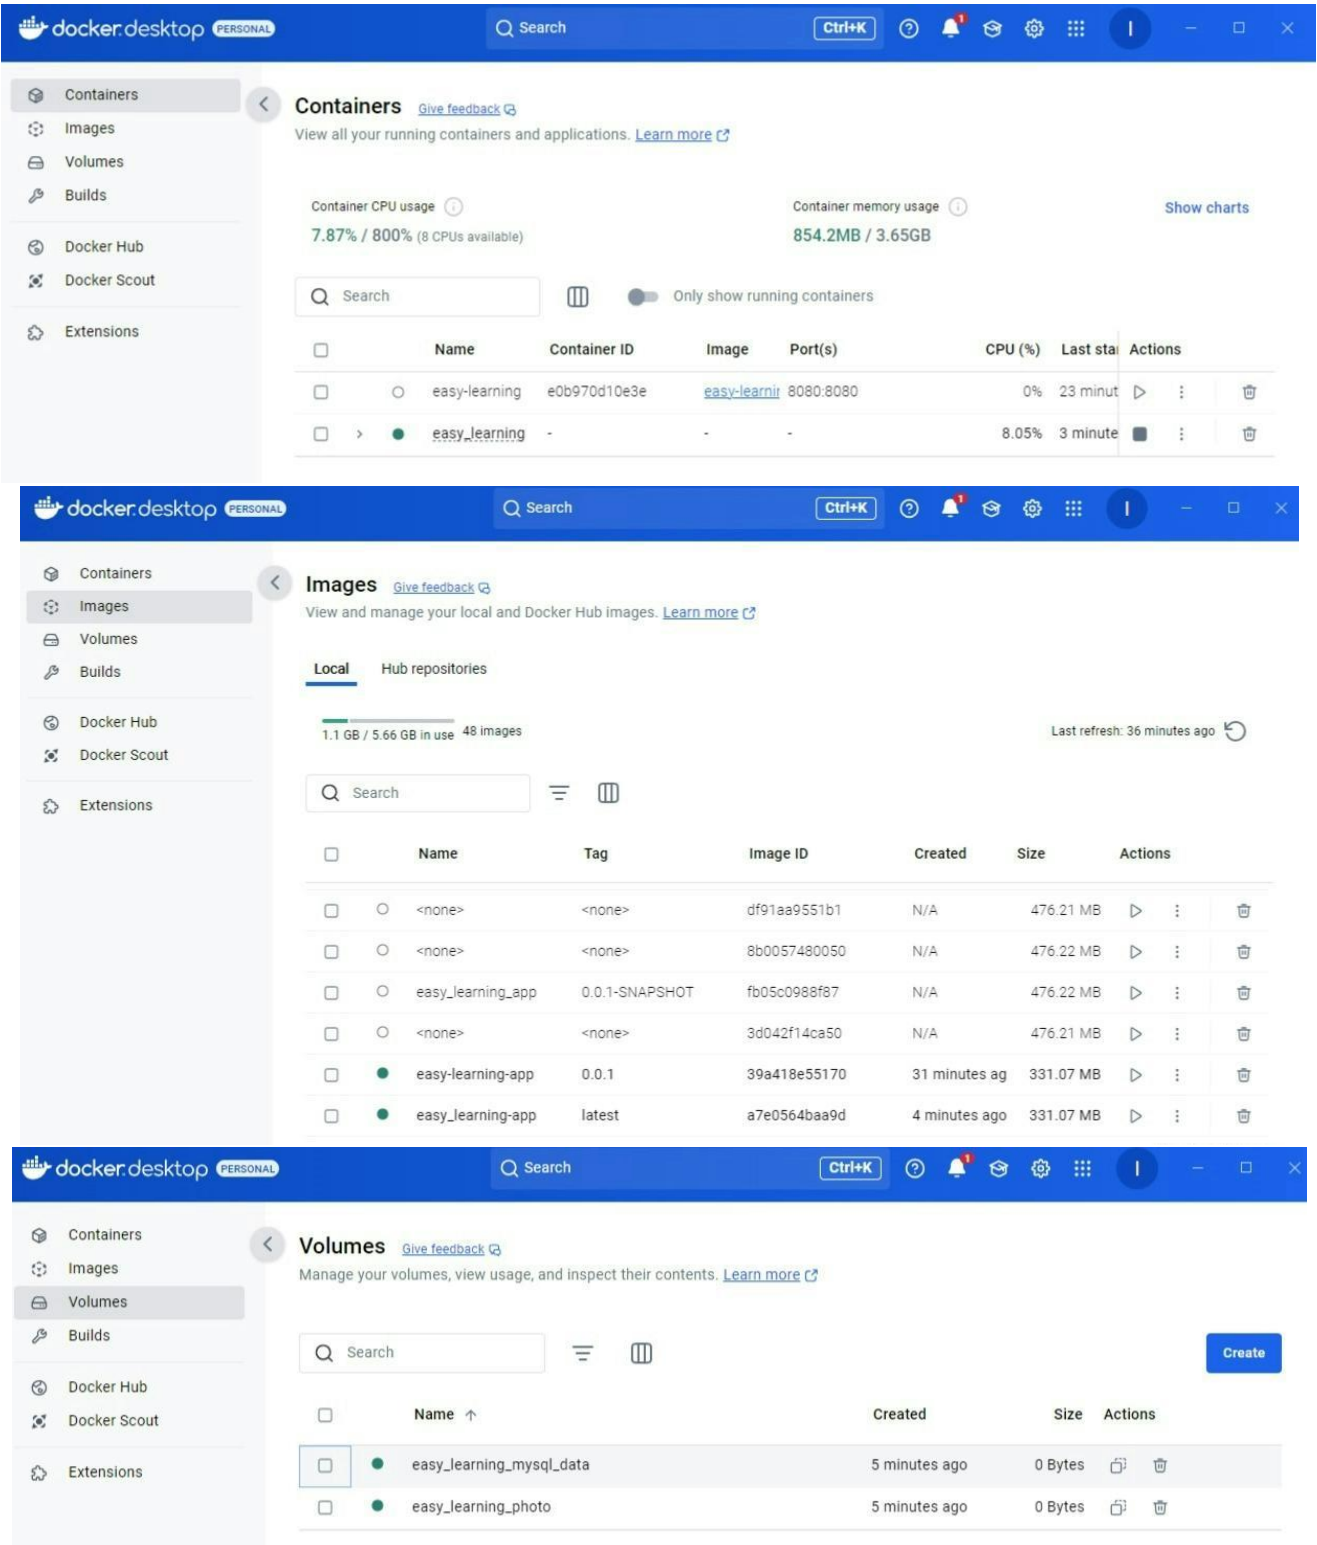 docker.desktop PERSONAL Search Ctrl+K 1 I
Containers
Images
Volumes
Builds
Docker Hub
Docker Scout
Extensions
Containers Give feedback
View all your running containers and applications. Learn more
Container CPU usage
7.87% / 800% (8 CPUs available)
Container memory usage
854.2MB / 3.65GB
Show charts
Search Only show running containers
Name Container ID Image Port(s) CPU (%) Last star Actions
easy-learning e0b970d10e3e easy-learnin 8080:8080 0% 23 minut
easy_learning - - - 8.05% 3 minute
docker.desktop PERSONAL Search Ctrl+K 1 I
Containers
Images
Volumes
Builds
Docker Hub
Docker Scout
Extensions
Images Give feedback
View and manage your local and Docker Hub images. Learn more
Local Hub repositories
1.1 GB / 5.66 GB in use 48 images Last refresh: 36 minutes ago
Search
Name Tag Image ID Created Size Actions
<none> <none> df91aa9551b1 N/A 476.21 MB
<none> <none> 8b0057480050 N/A 476.22 MB
easy_learning_app 0.0.1-SNAPSHOT fb05c0988f87 N/A 476.22 MB
<none> <none> 3d042f14ca50 N/A 476.21 MB
easy-learning-app 0.0.1 39a418e55170 31 minutes ag 331.07 MB
easy_learning-app latest a7e0564baa9d 4 minutes ago 331.07 MB
docker.desktop PERSONAL Search Ctrl+K 1 I
Containers
Images
Volumes
Builds
Docker Hub
Docker Scout
Extensions
Volumes Give feedback
Manage your volumes, view usage, and inspect their contents. Learn more
Search Create
Name Created Size Actions
easy_learning_mysql_data 5 minutes ago 0 Bytes
easy_learning_photo 5 minutes ago 0 Bytes